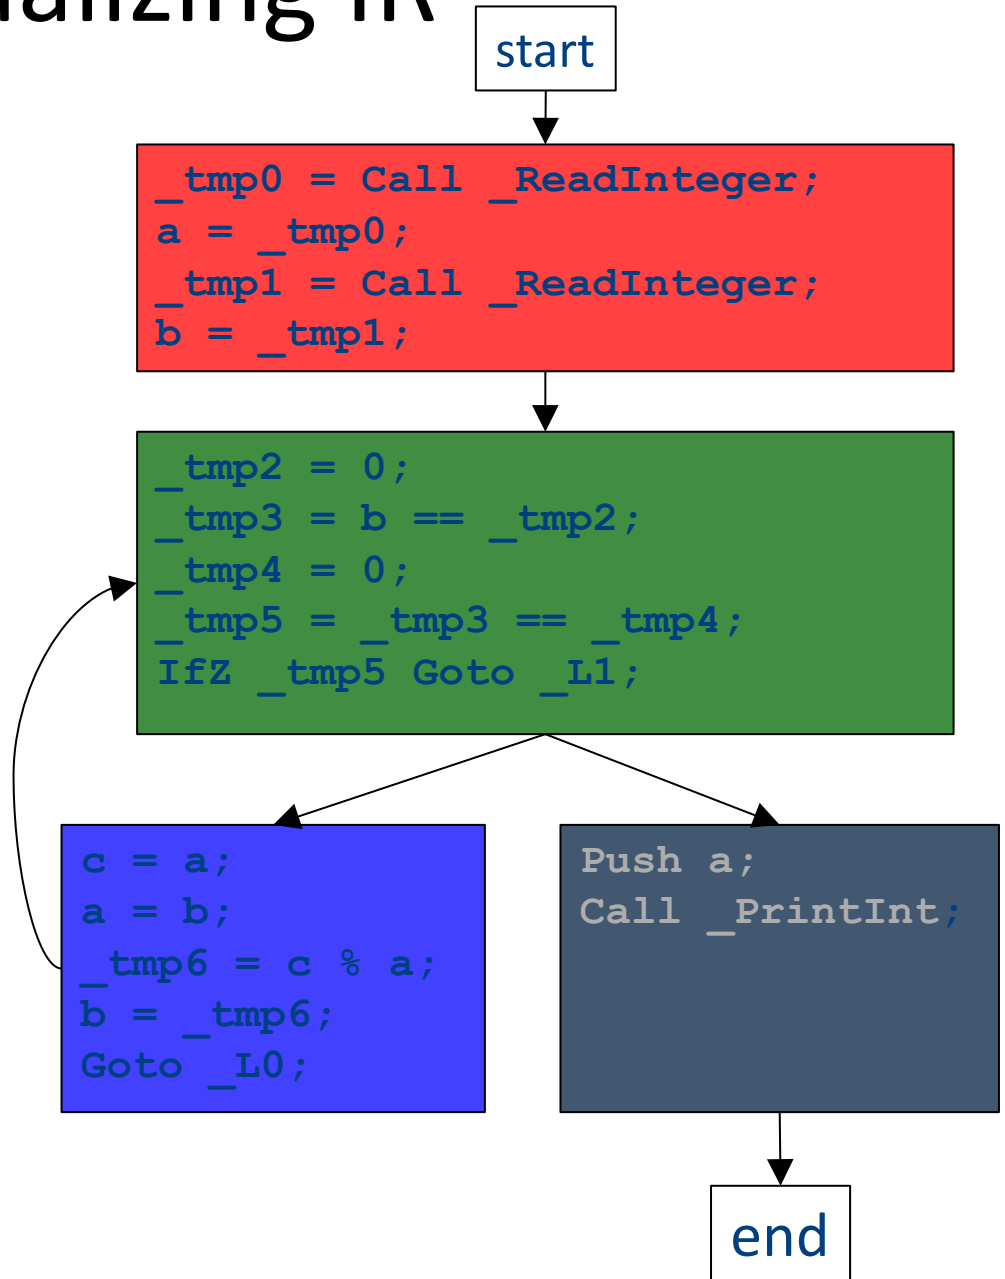 IR
start
_tmp0 = Call _ReadInteger;
a = _tmp0;
_tmp1 = Call _ReadInteger;
b = _tmp1;
_tmp2 = 0;
_tmp3 = b == _tmp2;
_tmp4 = 0;
_tmp5 = _tmp3 == _tmp4;
IfZ _tmp5 Goto _L1;
c = a;
a = b;
_tmp6 = c % a;
b = _tmp6;
Goto _L0;
Push a;
Call _PrintInt;
end